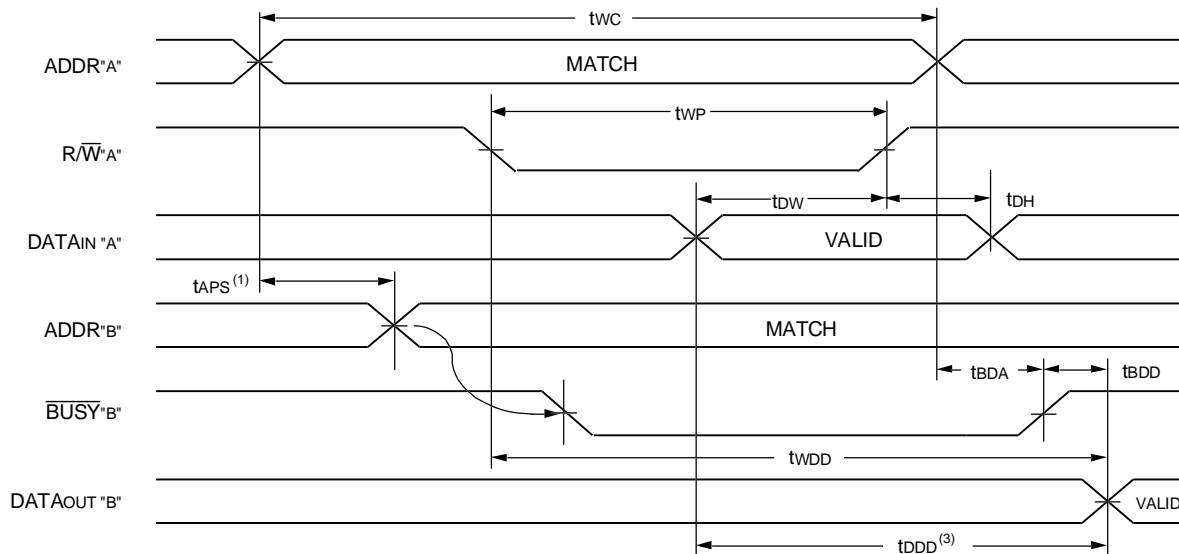 tWC
ADDR"A"
MATCH
tWP
R/W̅"A"
tDW
tDH
DATAIN "A"
VALID
tAPS(1)
ADDR"B"
MATCH
tBDA
tBDD
B̅U̅S̅Y̅"B"
tWDD
DATAOUT "B"
VALID
tDDD(3)